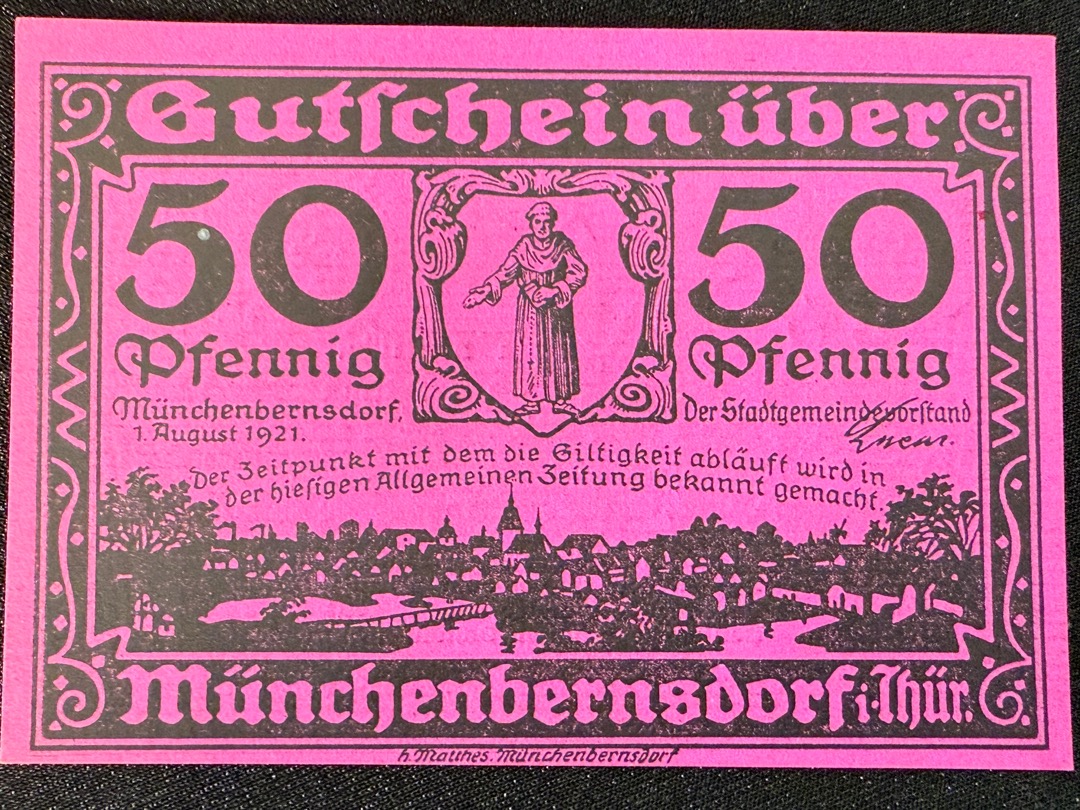 Gutschein über
50
Pfennig
50
Pfennig
Münchenbernsdorf,
1. August 1921.
Der Stadtgemeindevorstand
Der Zeitpunkt mit dem die Giltigkeit abläuft wird in
der hiesigen Allgemeinen Zeitung bekannt gemacht.
Münchenbernsdorf i. Thür.
h. Matthes. Münchenbernsdorf